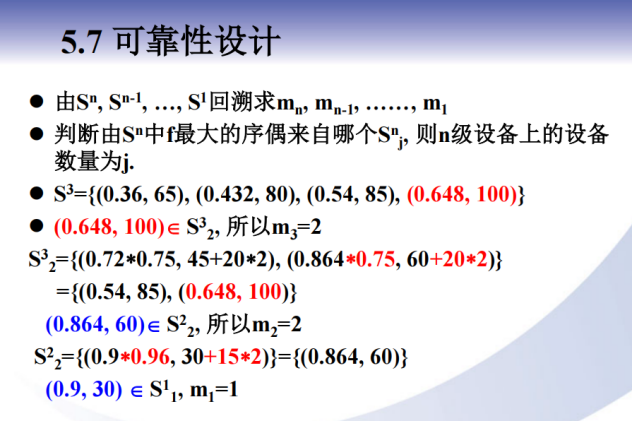 5.7 可靠性设计
● 由Sⁿ, Sⁿ⁻¹, …, S¹回溯求mₙ, mₙ₋₁, ……, m₁
● 判断由Sⁿ中f最大的序偶来自哪个Sⁿⱼ, 则n级设备上的设备
数量为j.
● S³={(0.36, 65), (0.432, 80), (0.54, 85), (0.648, 100)}
● (0.648, 100)∈ S³₂, 所以m₃=2
S³₂={(0.72*0.75, 45+20*2), (0.864*0.75, 60+20*2)}
={(0.54, 85), (0.648, 100)}
(0.864, 60)∈ S²₂, 所以m₂=2
S²₂={(0.9*0.96, 30+15*2)}={(0.864, 60)}
(0.9, 30) ∈ S¹₁, m₁=1